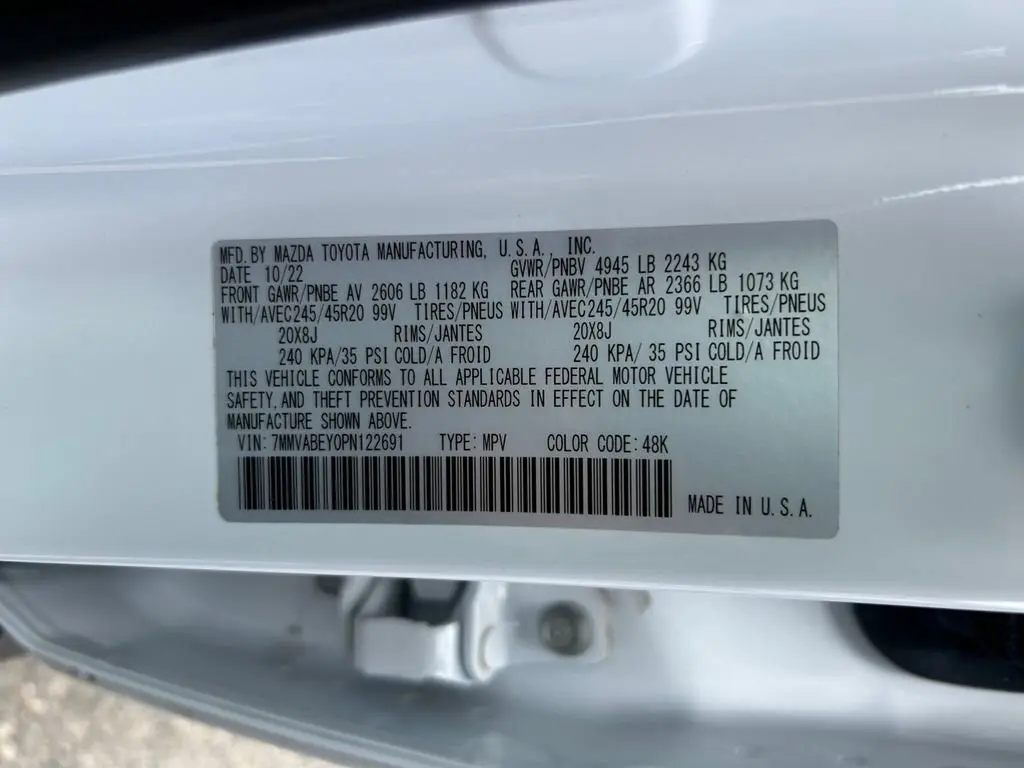 MFD. BY MAZDA TOYOTA MANUFACTURING, U.S.A., INC.
DATE 10/22 GVWR/PNBV 4945 LB 2243 KG
FRONT GAWR/PNBE AV 2606 LB 1182 KG REAR GAWR/PNBE AR 2366 LB 1073 KG
WITH/AVEC245/45R20 99V TIRES/PNEUS WITH/AVEC245/45R20 99V TIRES/PNEUS
20X8J RIMS/JANTES 20X8J RIMS/JANTES
240 KPA/35 PSI COLD/A FROID 240 KPA/ 35 PSI COLD/A FROID
THIS VEHICLE CONFORMS TO ALL APPLICABLE FEDERAL MOTOR VEHICLE
SAFETY, AND THEFT PREVENTION STANDARDS IN EFFECT ON THE DATE OF
MANUFACTURE SHOWN ABOVE.
VIN: 7MMVABEY0PN122691 TYPE: MPV COLOR CODE: 48K
MADE IN U.S.A.